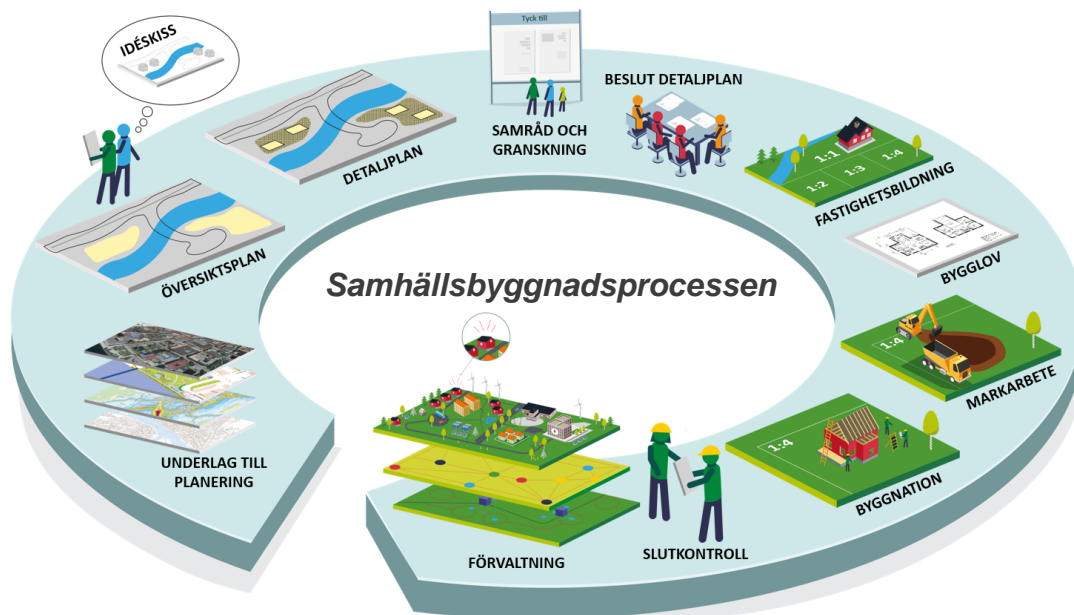 IDÉSKISS
Tyck till
BESLUT DETALJPLAN
SAMRÅD OCH
GRANSKNING
DETALJPLAN
1:1
1:4
1:2
1:3
FASTIGHETSBILDNING
ÖVERSIKTSPLAN
BYGGLOV
Samhällsbyggnadsprocessen
1:4
MARKARBETE
1:4
BYGGNATION
UNDERLAG TILL
PLANERING
SLUTKONTROLL
FÖRVALTNING